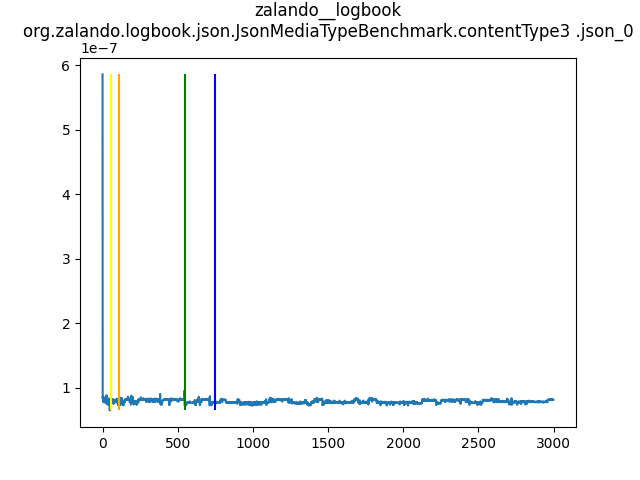 zalando__logbook
org.zalando.logbook.json.JsonMediaTypeBenchmark.contentType3 .json_0
1e−7
6
5
4
3
2
1
0 500 1000 1500 2000 2500 3000